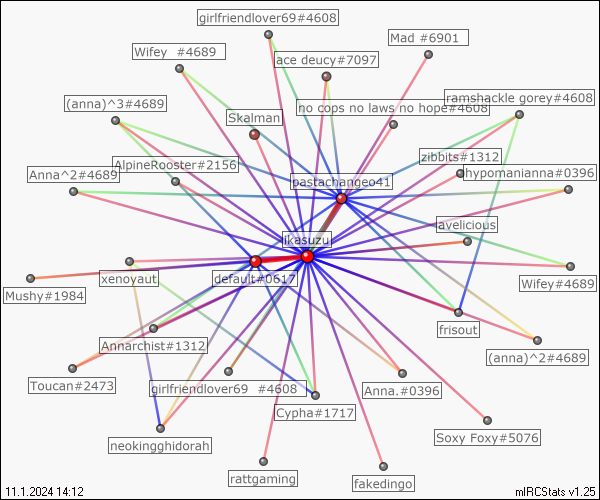 girlfriendlover69#4608
Wifey  #4689
Mad #6901
ace deucy#7097
(anna)^3#4689
no cops no laws no hope#4608
ramshackle gorey#4608
Skalman
zibbits#1312
AlpineRooster#2156
Anna^2#4689
hypomanianna#0396
pastachangeo41
avelicious
ikasuzu
xenoyaut
default#0617
Wifey#4689
Mushy#1984
frisout
Annarchist#1312
(anna)^2#4689
Toucan#2473
girlfriendlover69  #4608
Anna.#0396
Cypha#1717
neokingghidorah
Soxy Foxy#5076
rattgaming
fakedingo
11.1.2024 14:12
mIRCStats v1.25